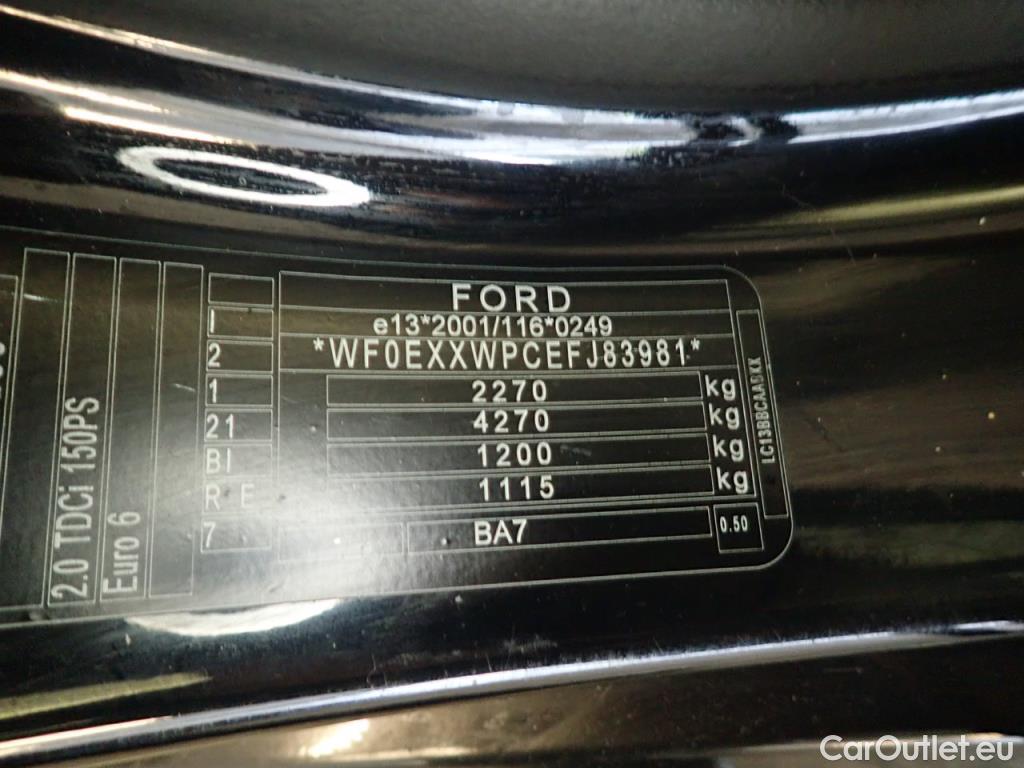 FORD
I e13*2001/116*0249
2 *WF0EXXWPCEFJ83981*
1 2270 kg
21 4270 kg
BI 1200 kg
R E 1115 kg
7 BA7 0.50
LC13BBCAADKX
2.0 TDCi 150PS
Euro 6
CarOutlet.eu